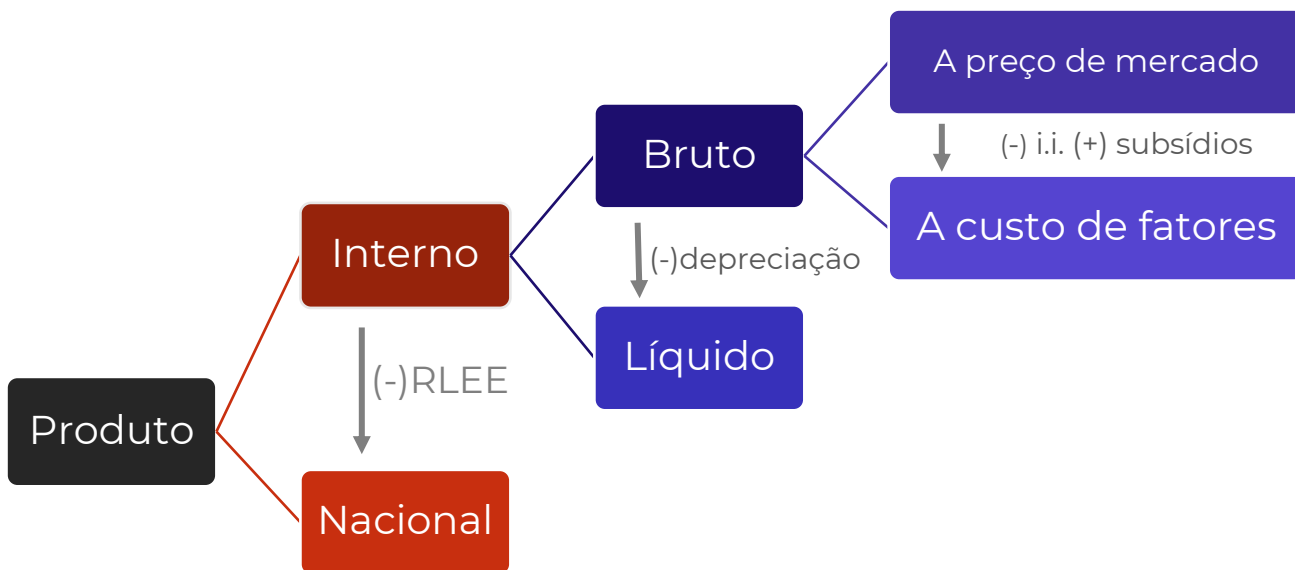 A preço de mercado
(-) i.i. (+) subsídios
A custo de fatores
Bruto
(-)depreciação
Líquido
Interno
(-)RLEE
Nacional
Produto